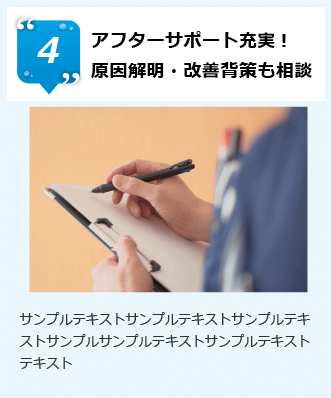 4
アフターサポート充実！
原因解明・改善背策も相談
サンプルテキストサンプルテキストサンプルテキ
ストサンプルサンプルテキストサンプルテキスト
テキスト